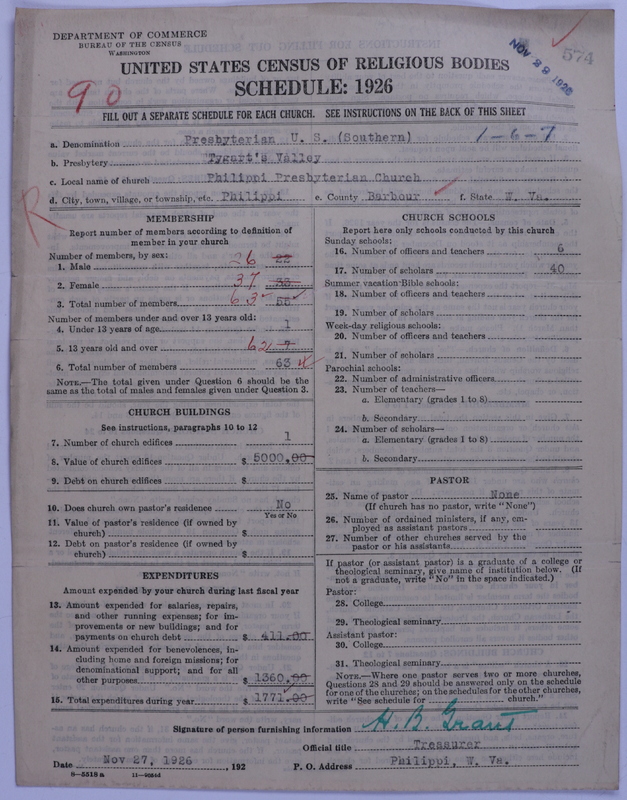 DEPARTMENT OF COMMERCE
BUREAU OF THE CENSUS
WASHINGTON
NOV 29 1926
574
UNITED STATES CENSUS OF RELIGIOUS BODIES
SCHEDULE: 1926
90
FILL OUT A SEPARATE SCHEDULE FOR EACH CHURCH. SEE INSTRUCTIONS ON THE BACK OF THIS SHEET
a. Denomination Presbyterian U. S. (Southern) 1-6-7
b. Presbytery Tygart's Valley
c. Local name of church Philippi Presbyterian Church
d. City, town, village, or township, etc. Philippi e. County Barbour f. State W. Va.
R
MEMBERSHIP
Report number of members according to definition of
member in your church
Number of members, by sex:
1. Male 26 22
2. Female 37 33
3. Total number of members 63 55
Number of members under and over 13 years old:
4. Under 13 years of age 1
5. 13 years old and over 62 7
6. Total number of members 63
NOTE.—The total given under Question 6 should be the
same as the total of males and females given under Question 3.
CHURCH BUILDINGS
See instructions, paragraphs 10 to 12
7. Number of church edifices 1
8. Value of church edifices $ 5000.00
9. Debt on church edifices $
10. Does church own pastor's residence No
Yes or No
11. Value of pastor's residence (if owned by
church) $
12. Debt on pastor's residence (if owned by
church) $
EXPENDITURES
Amount expended by your church during last fiscal year
13. Amount expended for salaries, repairs,
and other running expenses; for im-
provements or new buildings; and for
payments on church debt $ 411.00
14. Amount expended for benevolences, in-
cluding home and foreign missions; for
denominational support; and for all
other purposes $ 1360.00
15. Total expenditures during year $ 1771.00
CHURCH SCHOOLS
Report here only schools conducted by this church
Sunday schools:
16. Number of officers and teachers 6
17. Number of scholars 40
Summer vacation Bible schools:
18. Number of officers and teachers
19. Number of scholars
Week-day religious schools:
20. Number of officers and teachers
21. Number of scholars
Parochial schools:
22. Number of administrative officers
23. Number of teachers—
a. Elementary (grades 1 to 8)
b. Secondary
24. Number of scholars—
a. Elementary (grades 1 to 8)
b. Secondary
PASTOR
25. Name of pastor None
(If church has no pastor, write "None")
26. Number of ordained ministers, if any, em-
ployed as assistant pastors
27. Number of other churches served by the
pastor or his assistants
If pastor (or assistant pastor) is a graduate of a college or
theological seminary, give name of institution below. (If
not a graduate, write "No" in the space indicated.)
Pastor:
28. College
29. Theological seminary
Assistant pastor:
30. College
31. Theological seminary
NOTE.—Where one pastor serves two or more churches,
Questions 28 and 29 should be answered only on the schedule
for one of the churches; on the schedules for the other churches,
write "See schedule for church."
Signature of person furnishing information H. B. Grant
Official title Tressurer
Date Nov 27, 1926, 192 P. O. Address Philippi, W. Va.
8—5518 a